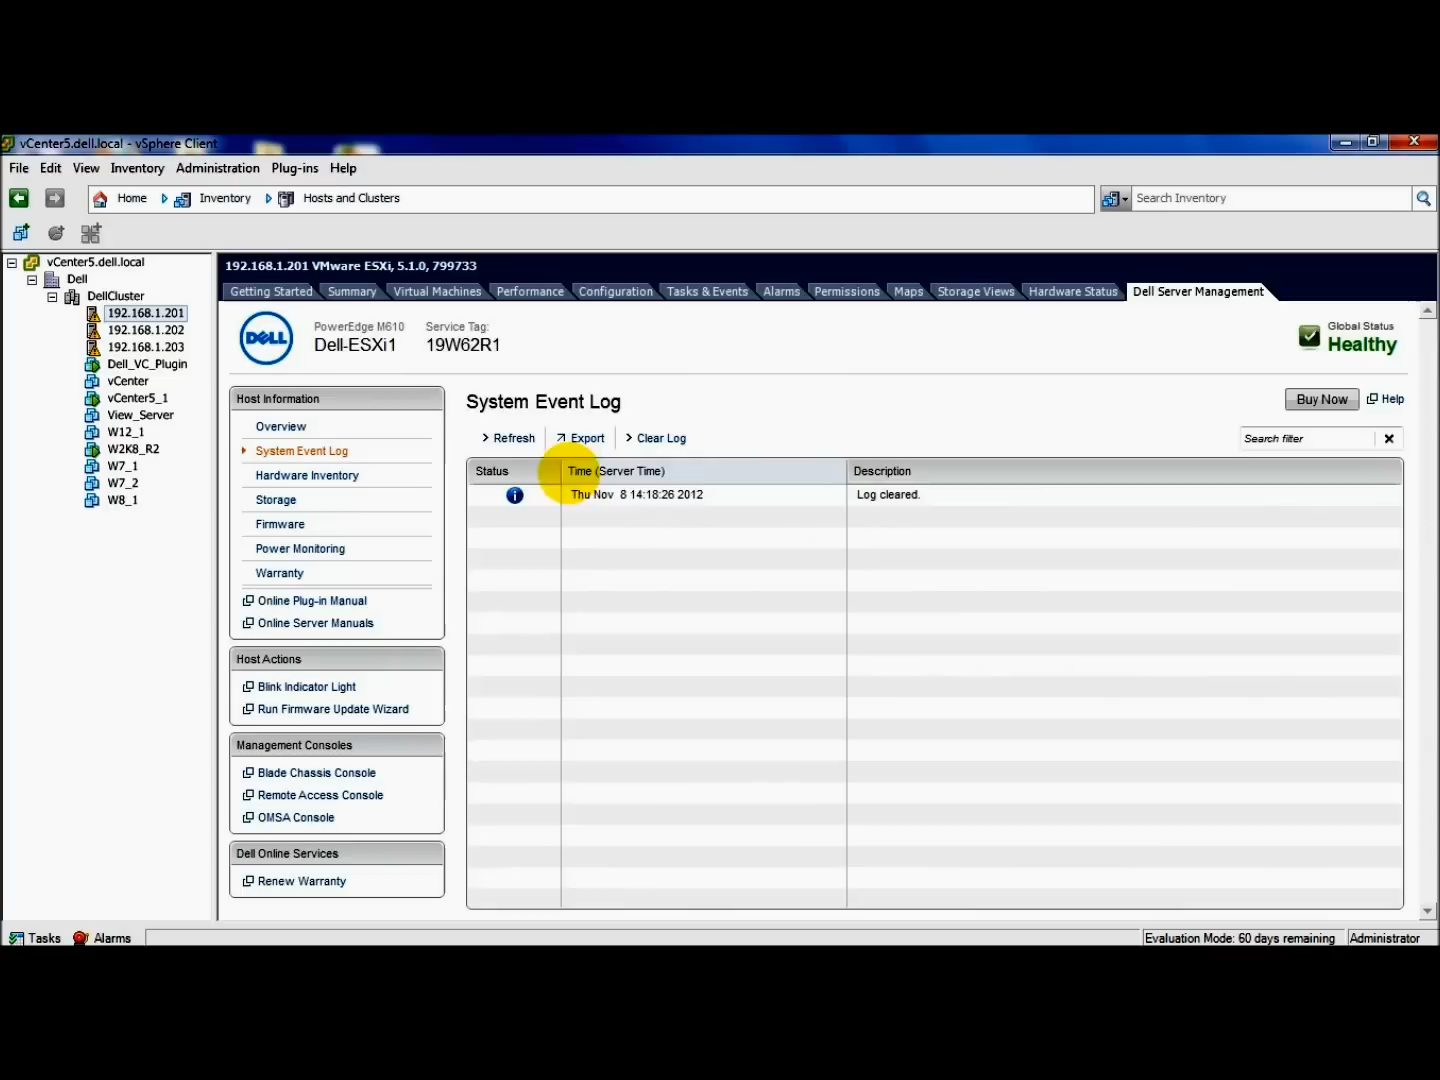 vCenter5.dell.local - vSphere Client
File Edit View Inventory Administration Plug-ins Help
Home Inventory Hosts and Clusters Search Inventory
vCenter5.dell.local
Dell
DellCluster
192.168.1.201
192.168.1.202
192.168.1.203
Dell_VC_Plugin
vCenter
vCenter5_1
View_Server
W12_1
W2K8_R2
W7_1
W7_2
W8_1
192.168.1.201 VMware ESXi, 5.1.0, 799733
Getting Started Summary Virtual Machines Performance Configuration Tasks & Events Alarms Permissions Maps Storage Views Hardware Status Dell Server Management
DELL
PowerEdge M610 Service Tag:
Dell-ESXi1 19W62R1
Global Status
Healthy
Host Information
Overview
System Event Log
Hardware Inventory
Storage
Firmware
Power Monitoring
Warranty
Online Plug-in Manual
Online Server Manuals
Host Actions
Blink Indicator Light
Run Firmware Update Wizard
Management Consoles
Blade Chassis Console
Remote Access Console
OMSA Console
Dell Online Services
Renew Warranty
System Event Log
Buy Now Help
Refresh Export Clear Log
Search filter
Status Time (Server Time) Description
Thu Nov 8 14:18:26 2012 Log cleared.
Tasks Alarms
Evaluation Mode: 60 days remaining Administrator